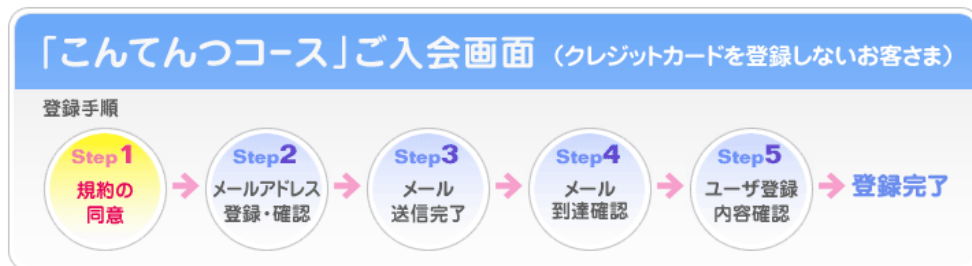 「こんてんつコース」ご入会画面 （クレジットカードを登録しないお客さま）
登録手順
Step1
規約の
同意
Step2
メールアドレス
登録・確認
Step3
メール
送信完了
Step4
メール
到達確認
Step5
ユーザ登録
内容確認
登録完了